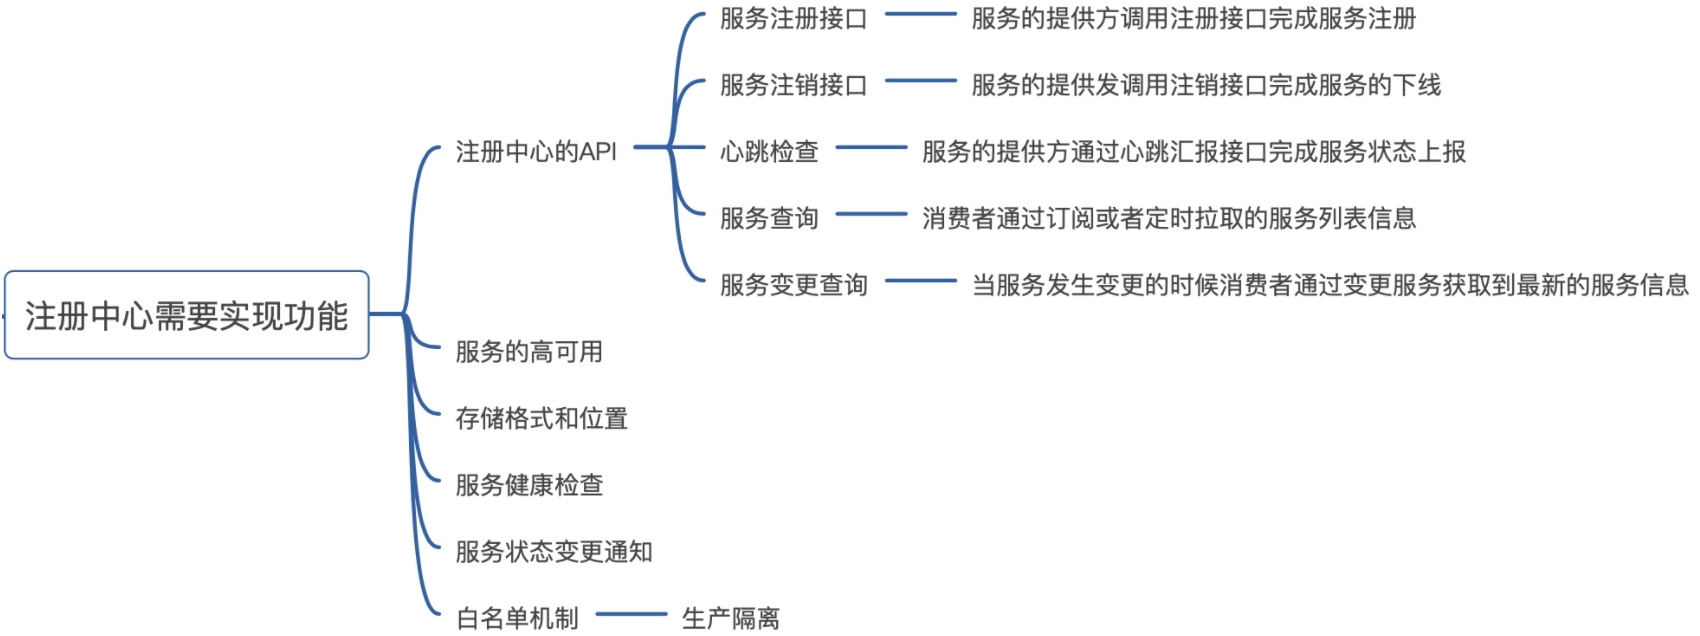 注册中心需要实现功能
注册中心的API
服务注册接口
服务的提供方调用注册接口完成服务注册
服务注销接口
服务的提供发调用注销接口完成服务的下线
心跳检查
服务的提供方通过心跳汇报接口完成服务状态上报
服务查询
消费者通过订阅或者定时拉取的服务列表信息
服务变更查询
当服务发生变更的时候消费者通过变更服务获取到最新的服务信息
服务的高可用
存储格式和位置
服务健康检查
服务状态变更通知
白名单机制
生产隔离